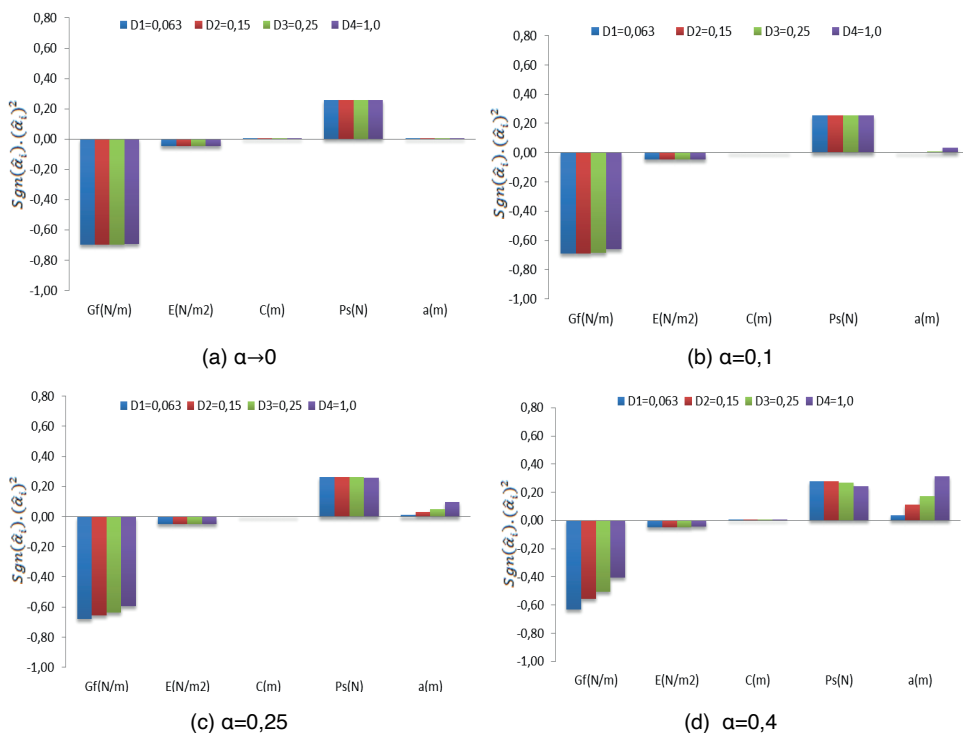 D1=0,063 D2=0,15 D3=0,25 D4=1,0
0,80
0,60
0,40
0,20
0,00
-0,20
-0,40
-0,60
-0,80
-1,00
Sgn(α̂i).(α̂i)²
Gf(N/m) E(N/m2) C(m) Ps(N) a(m)
(a) α→0
D1=0,063 D2=0,15 D3=0,25 D4=1,0
0,80
0,60
0,40
0,20
0,00
-0,20
-0,40
-0,60
-0,80
-1,00
Sgn(α̂i).(α̂i)²
Gf(N/m) E(N/m2) C(m) Ps(N) a(m)
(b) α=0,1
D1=0,063 D2=0,15 D3=0,25 D4=1,0
0,80
0,60
0,40
0,20
0,00
-0,20
-0,40
-0,60
-0,80
-1,00
Sgn(α̂i).(α̂i)²
Gf(N/m) E(N/m2) C(m) Ps(N) a(m)
(c) α=0,25
D1=0,063 D2=0,15 D3=0,25 D4=1,0
0,80
0,60
0,40
0,20
0,00
-0,20
-0,40
-0,60
-0,80
-1,00
Sgn(α̂i).(α̂i)²
Gf(N/m) E(N/m2) C(m) Ps(N) a(m)
(d) α=0,4